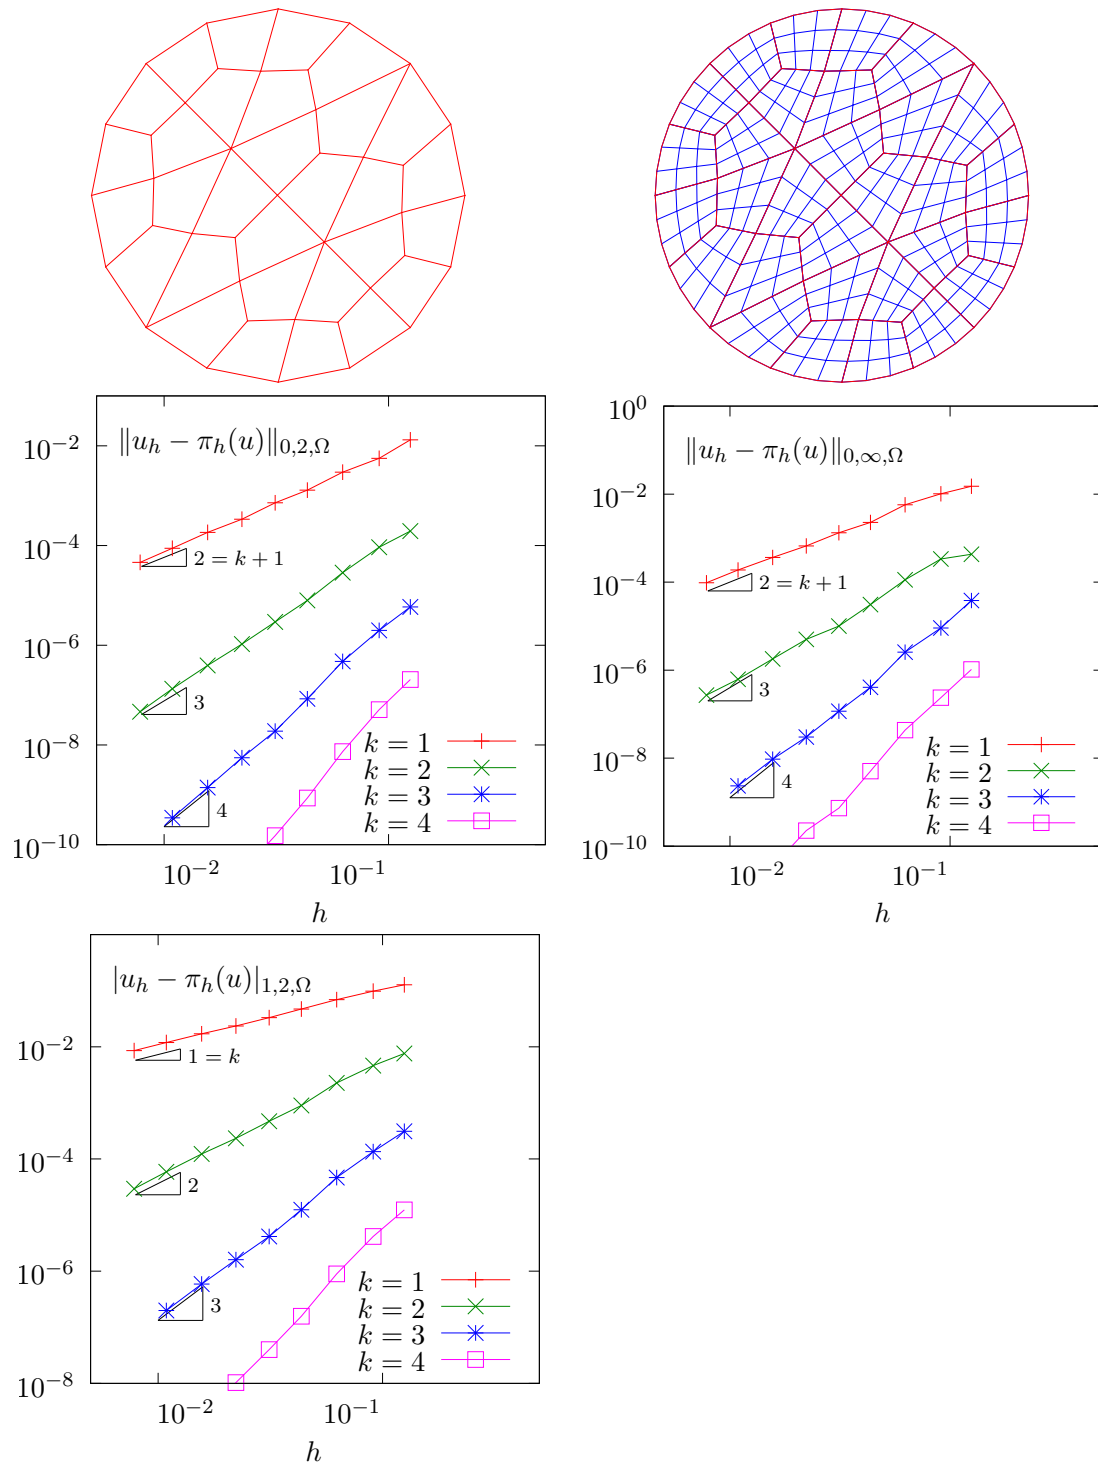 ‖u_h − π_h(u)‖_{0,2,Ω}
10^{−2}
10^{−4}
10^{−6}
10^{−8}
10^{−10}
2 = k + 1
3
4
k = 1
k = 2
k = 3
k = 4
10^{−2} 10^{−1}
h
10^{0}
‖u_h − π_h(u)‖_{0,∞,Ω}
10^{−2}
10^{−4}
10^{−6}
10^{−8}
10^{−10}
2 = k + 1
3
4
k = 1
k = 2
k = 3
k = 4
10^{−2} 10^{−1}
h
|u_h − π_h(u)|_{1,2,Ω}
10^{−2}
10^{−4}
10^{−6}
10^{−8}
1 = k
2
3
k = 1
k = 2
k = 3
k = 4
10^{−2} 10^{−1}
h